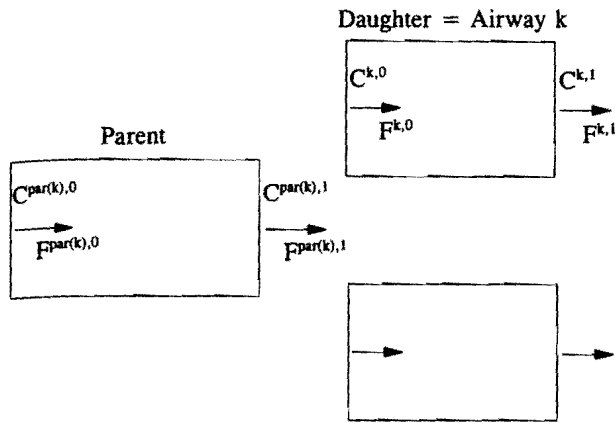 Daughter = Airway k
C^{k,0} C^{k,1}
F^{k,0} F^{k,1}
Parent
C^{par(k),0} C^{par(k),1}
F^{par(k),0} F^{par(k),1}